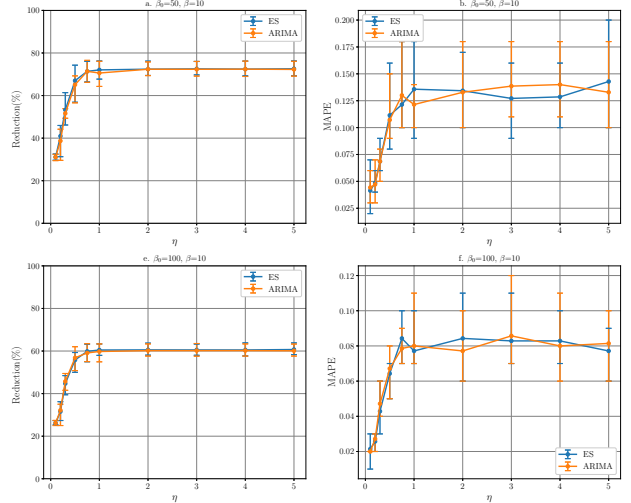 a. β₀=50, β=10
100
80
60
40
20
0
Reduction(%)
0 1 2 3 4 5
η
ES
ARIMA
b. β₀=50, β=10
0.200
0.175
0.150
0.125
0.100
0.075
0.050
0.025
MAPE
0 1 2 3 4 5
η
ES
ARIMA
e. β₀=100, β=10
100
80
60
40
20
0
Reduction(%)
0 1 2 3 4 5
η
ES
ARIMA
f. β₀=100, β=10
0.12
0.10
0.08
0.06
0.04
0.02
MAPE
0 1 2 3 4 5
η
ES
ARIMA